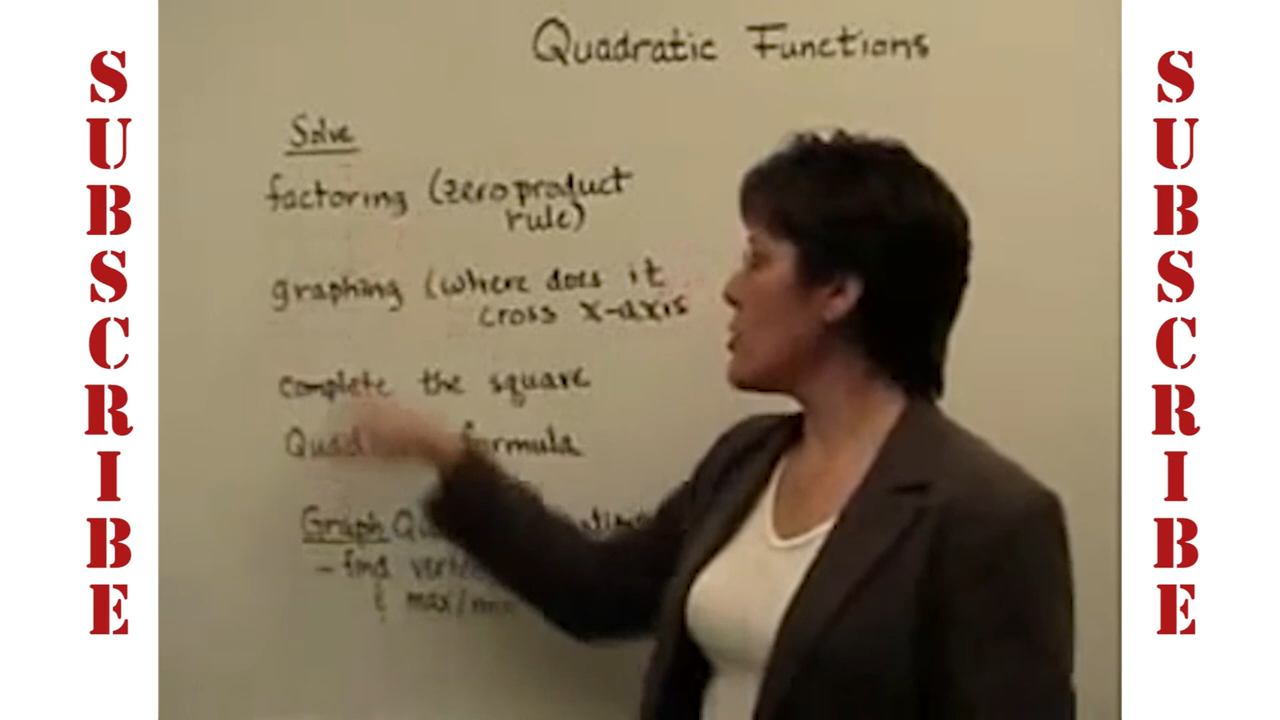 SUBSCRIBE
Quadratic Functions
Solve
factoring (zero product
rule)
graphing (where does it
cross x-axis
complete the square
formula
Graph
- find
max/
SUBSCRIBE